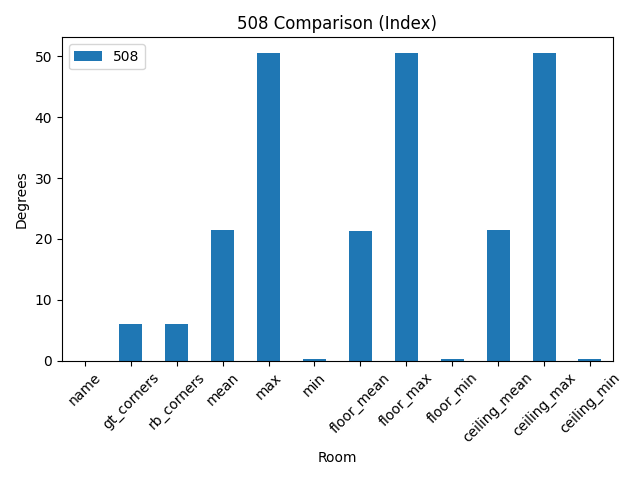 508 Comparison (Index)
508
Degrees
50
40
30
20
10
0
name
gt_corners
rb_corners
mean
max
min
floor_mean
floor_max
floor_min
ceiling_mean
ceiling_max
ceiling_min
Room